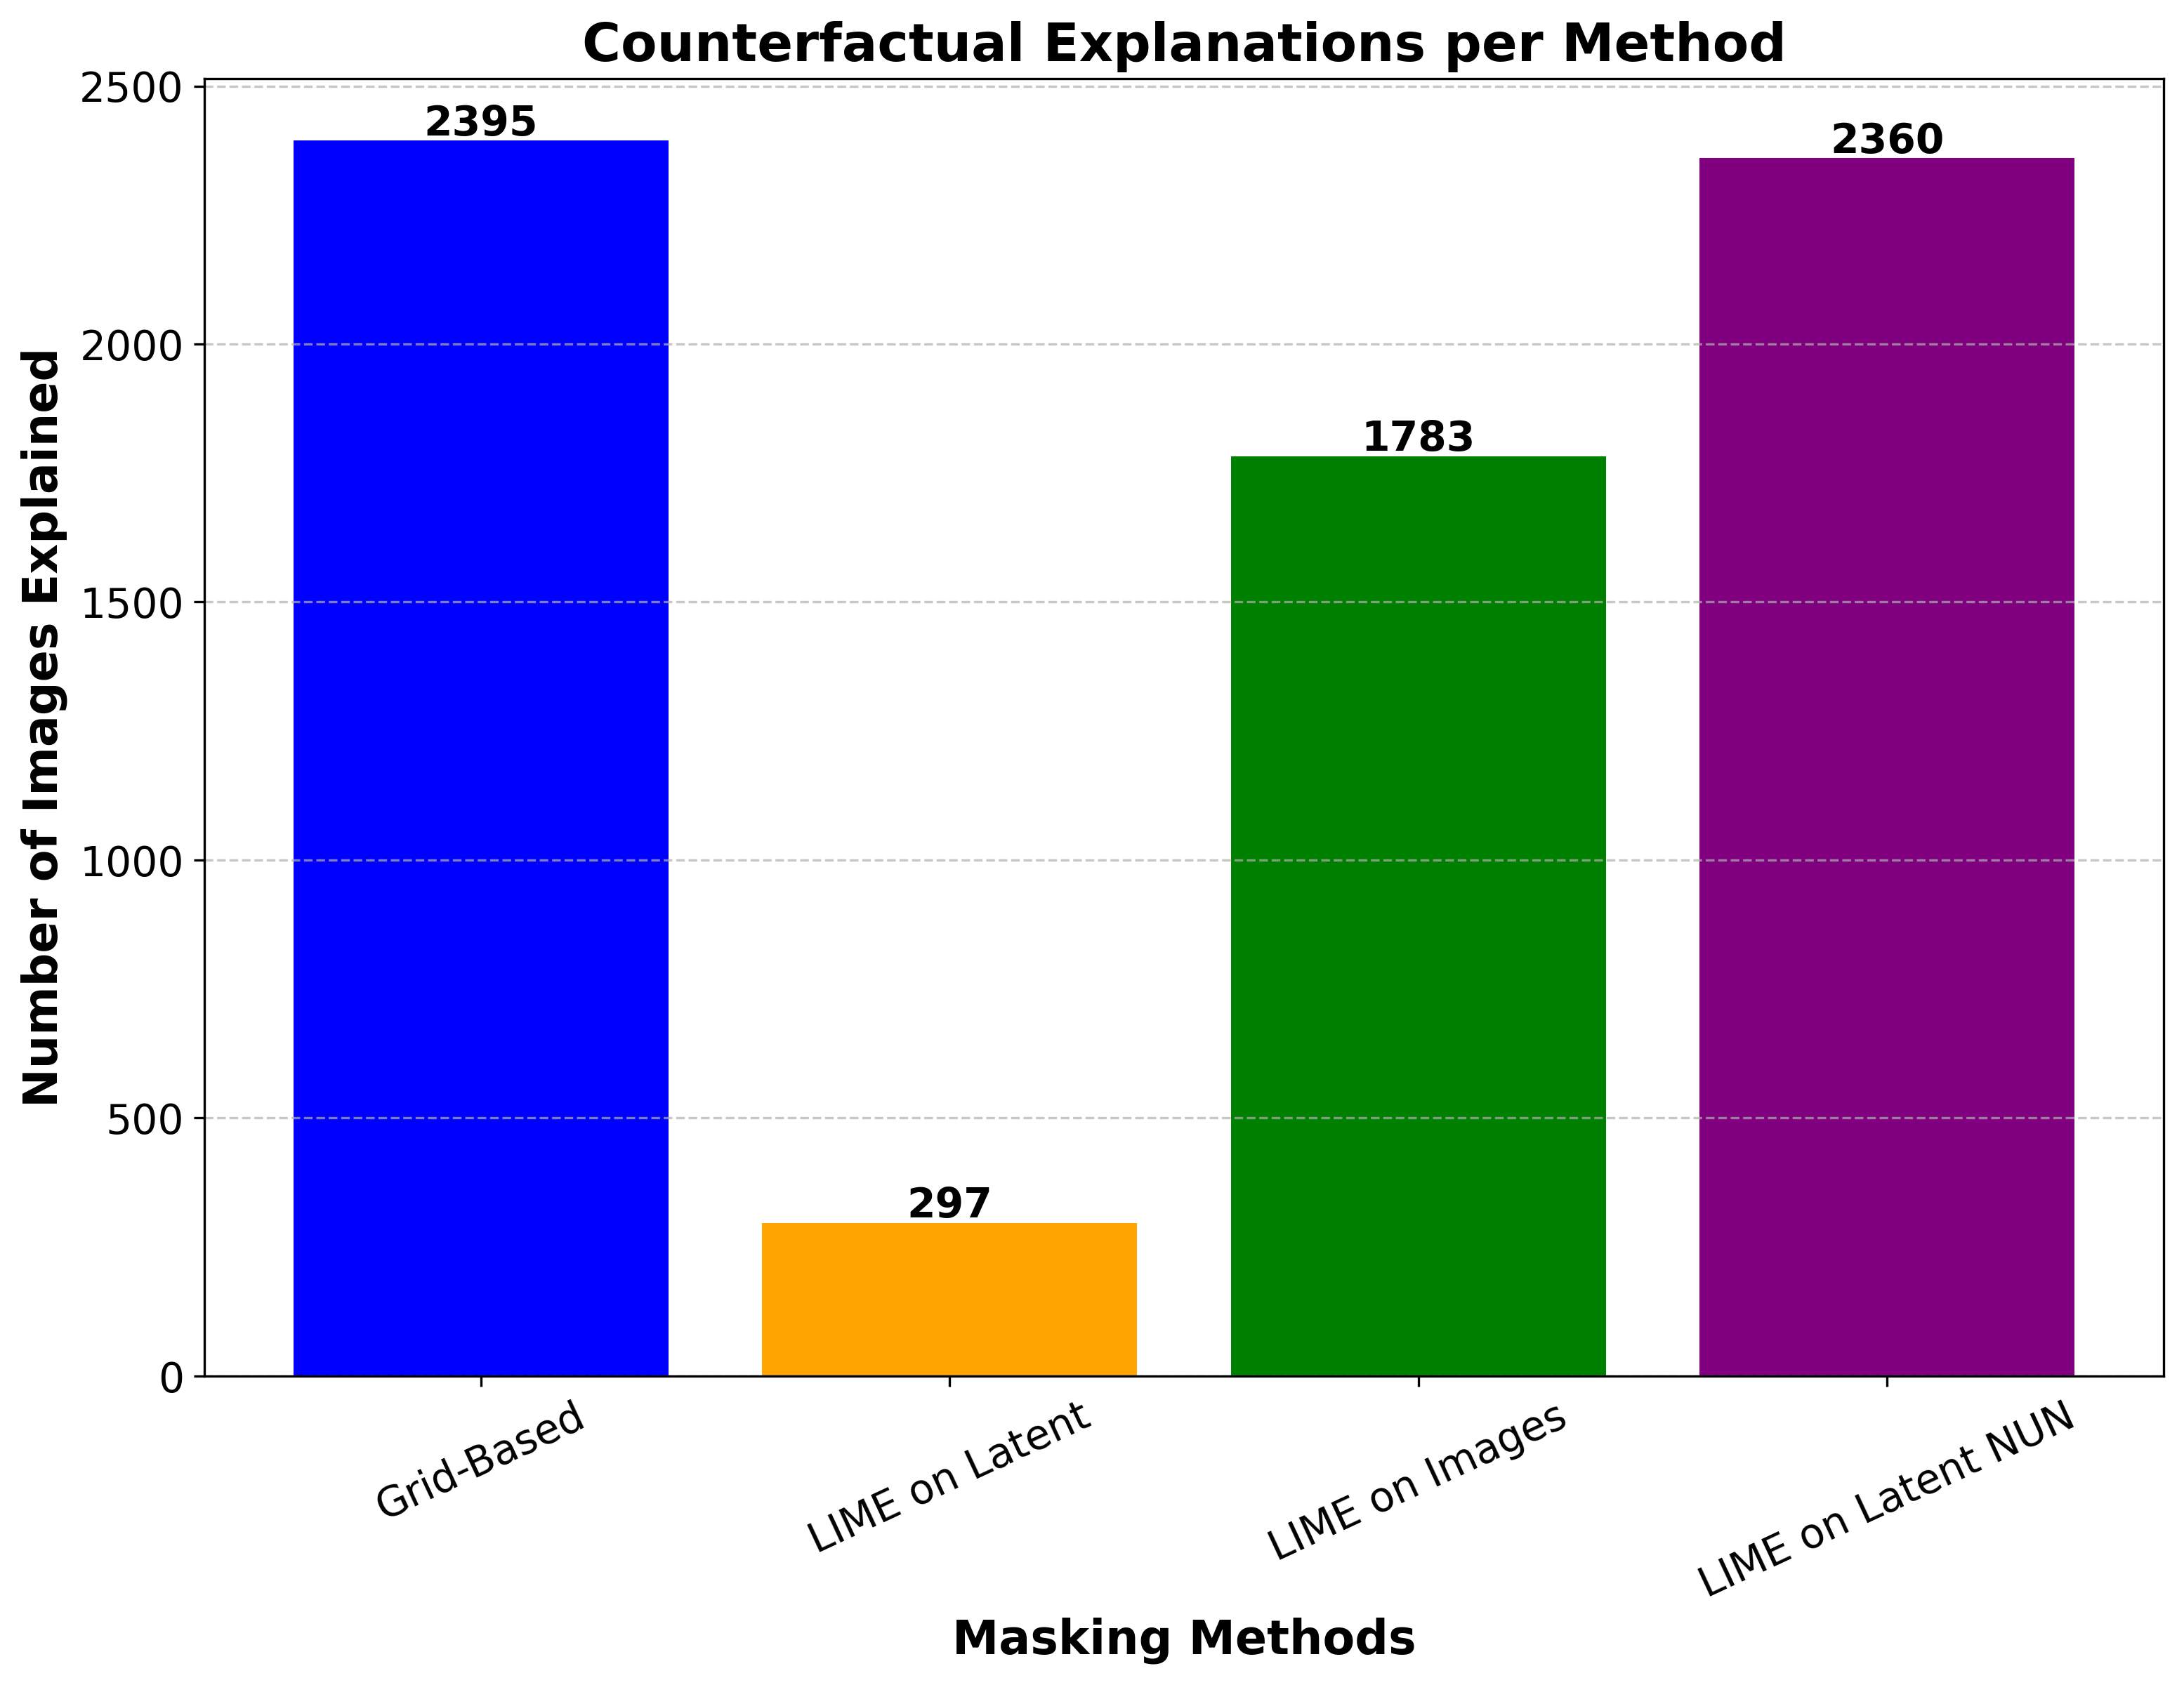 Counterfactual Explanations per Method
Number of Images Explained
2500
2000
1500
1000
500
0
2395
297
1783
2360
Grid-Based
LIME on Latent
LIME on Images
LIME on Latent NUN
Masking Methods